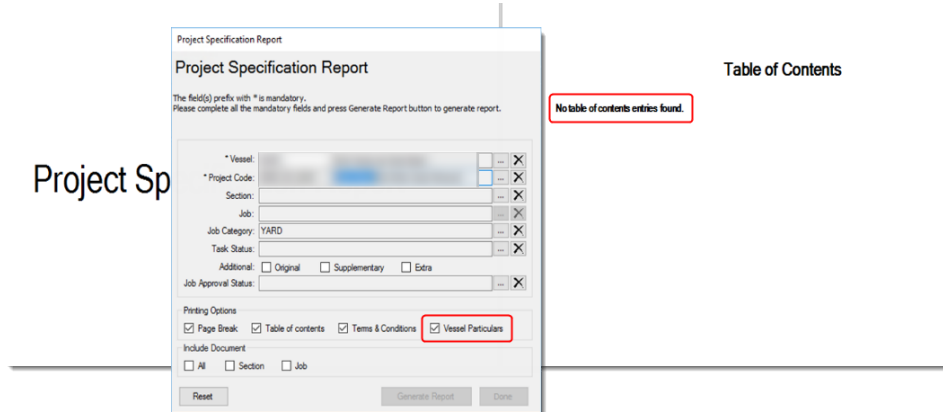 Project Specification Report
Project Specification Report
Table of Contents
The field(s) prefix with * is mandatory.
Please complete all the mandatory fields and press Generate Report button to generate report.
No table of contents entries found.
Project Sp
* Vessel: ...
* Project Code: ...
Section: ...
Job: ...
Job Category: YARD ...
Task Status: ...
Additional: Original Supplementary Extra
Job Approval Status: ...
Printing Options
Page Break Table of contents Terms & Conditions Vessel Particulars
Include Document
All Section Job
Reset Generate Report Done